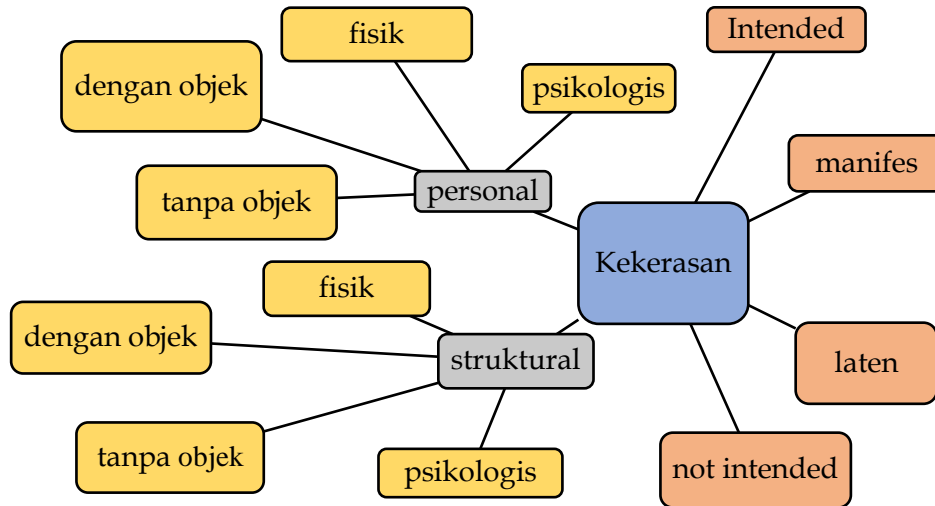 fisik
Intended
dengan objek
psikologis
manifes
tanpa objek
personal
Kekerasan
fisik
dengan objek
struktural
laten
tanpa objek
psikologis
not intended